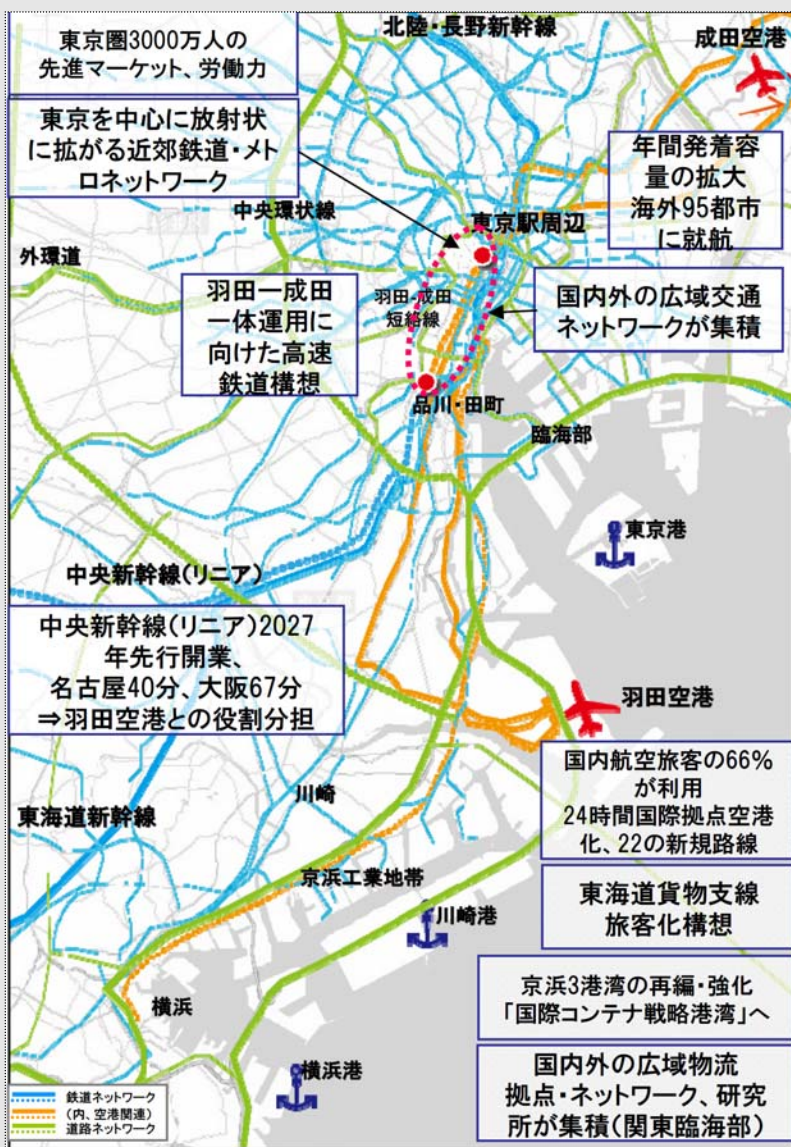 東京圏3000万人の
先進マーケット、労働力
北陸・長野新幹線
成田空港
東京を中心に放射状
に拡がる近郊鉄道・メト
ロネットワーク
年間発着容
量の拡大
海外95都市
に就航
中央環状線
東京駅周辺
外環道
羽田ー成田
一体運用に
向けた高速
鉄道構想
羽田-成田
短絡線
国内外の広域交通
ネットワークが集積
品川・田町
臨海部
東京港
中央新幹線(リニア)
中央新幹線(リニア)2027
年先行開業、
名古屋40分、大阪67分
⇒羽田空港との役割分担
羽田空港
国内航空旅客の66%
が利用
24時間国際拠点空港
化、22の新規路線
川崎
東海道新幹線
京浜工業地帯
東海道貨物支線
旅客化構想
川崎港
京浜3港湾の再編・強化
「国際コンテナ戦略港湾」へ
横浜
横浜港
国内外の広域物流
拠点・ネットワーク、研究
所が集積(関東臨海部)
鉄道ネットワーク
(内、空港関連)
道路ネットワーク